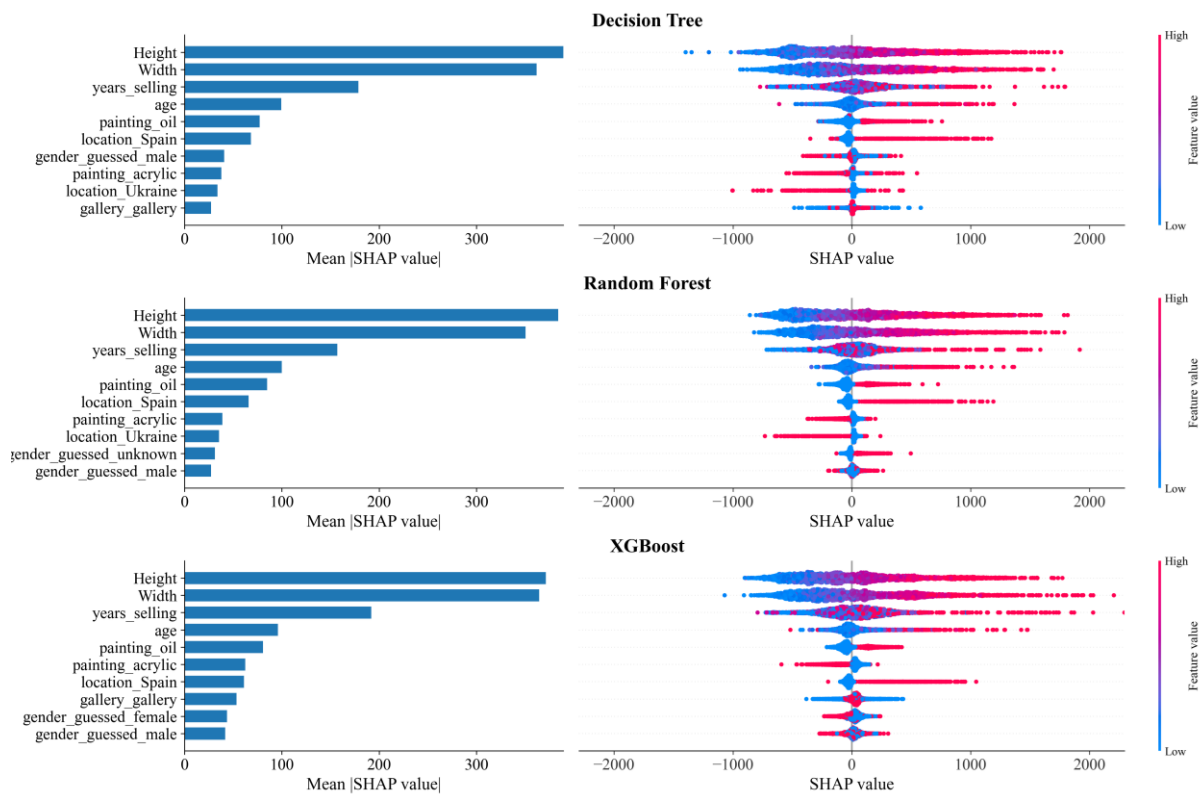 Decision Tree
Height
Width
years_selling
age
painting_oil
location_Spain
gender_guessed_male
painting_acrylic
location_Ukraine
gallery_gallery
0 100 200 300
Mean |SHAP value|
−2000 −1000 0 1000 2000
SHAP value
High
Feature value
Low
Random Forest
Height
Width
years_selling
age
painting_oil
location_Spain
painting_acrylic
location_Ukraine
gender_guessed_unknown
gender_guessed_male
0 100 200 300
Mean |SHAP value|
−2000 −1000 0 1000 2000
SHAP value
High
Feature value
Low
XGBoost
Height
Width
years_selling
age
painting_oil
painting_acrylic
location_Spain
gallery_gallery
gender_guessed_female
gender_guessed_male
0 100 200 300
Mean |SHAP value|
−2000 −1000 0 1000 2000
SHAP value
High
Feature value
Low